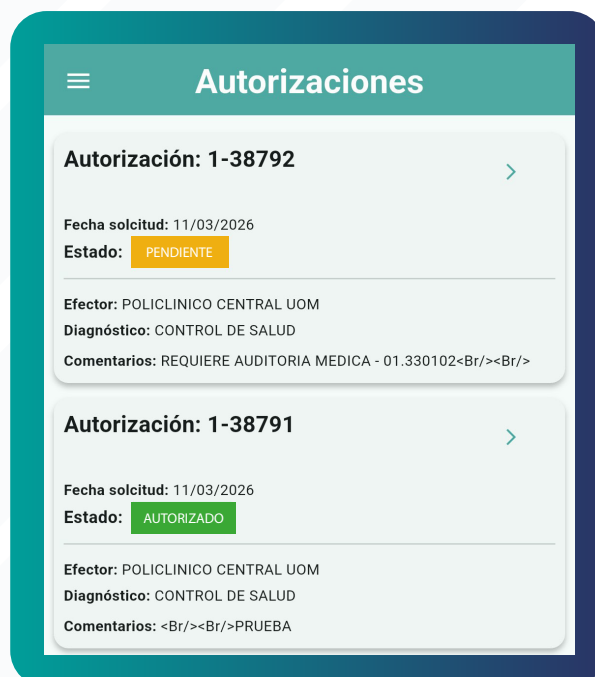 Autorizaciones
Autorización: 1-38792
Fecha solcitud: 11/03/2026
Estado: PENDIENTE
Efector: POLICLINICO CENTRAL UOM
Diagnóstico: CONTROL DE SALUD
Comentarios: REQUIERE AUDITORIA MEDICA - 01.330102<Br/><Br/>
Autorización: 1-38791
Fecha solcitud: 11/03/2026
Estado: AUTORIZADO
Efector: POLICLINICO CENTRAL UOM
Diagnóstico: CONTROL DE SALUD
Comentarios: <Br/><Br/>PRUEBA